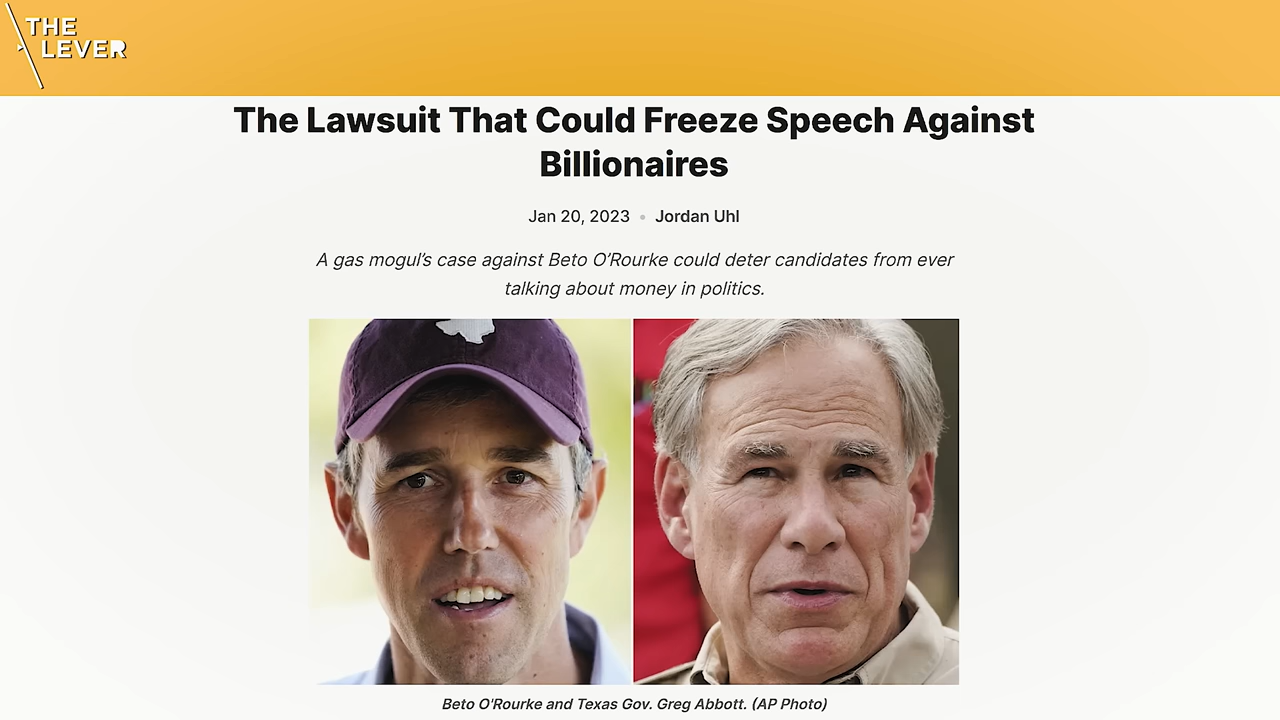 THE
LEVER
The Lawsuit That Could Freeze Speech Against
Billionaires
Jan 20, 2023 • Jordan Uhl
A gas mogul’s case against Beto O’Rourke could deter candidates from ever
talking about money in politics.
Beto O'Rourke and Texas Gov. Greg Abbott. (AP Photo)